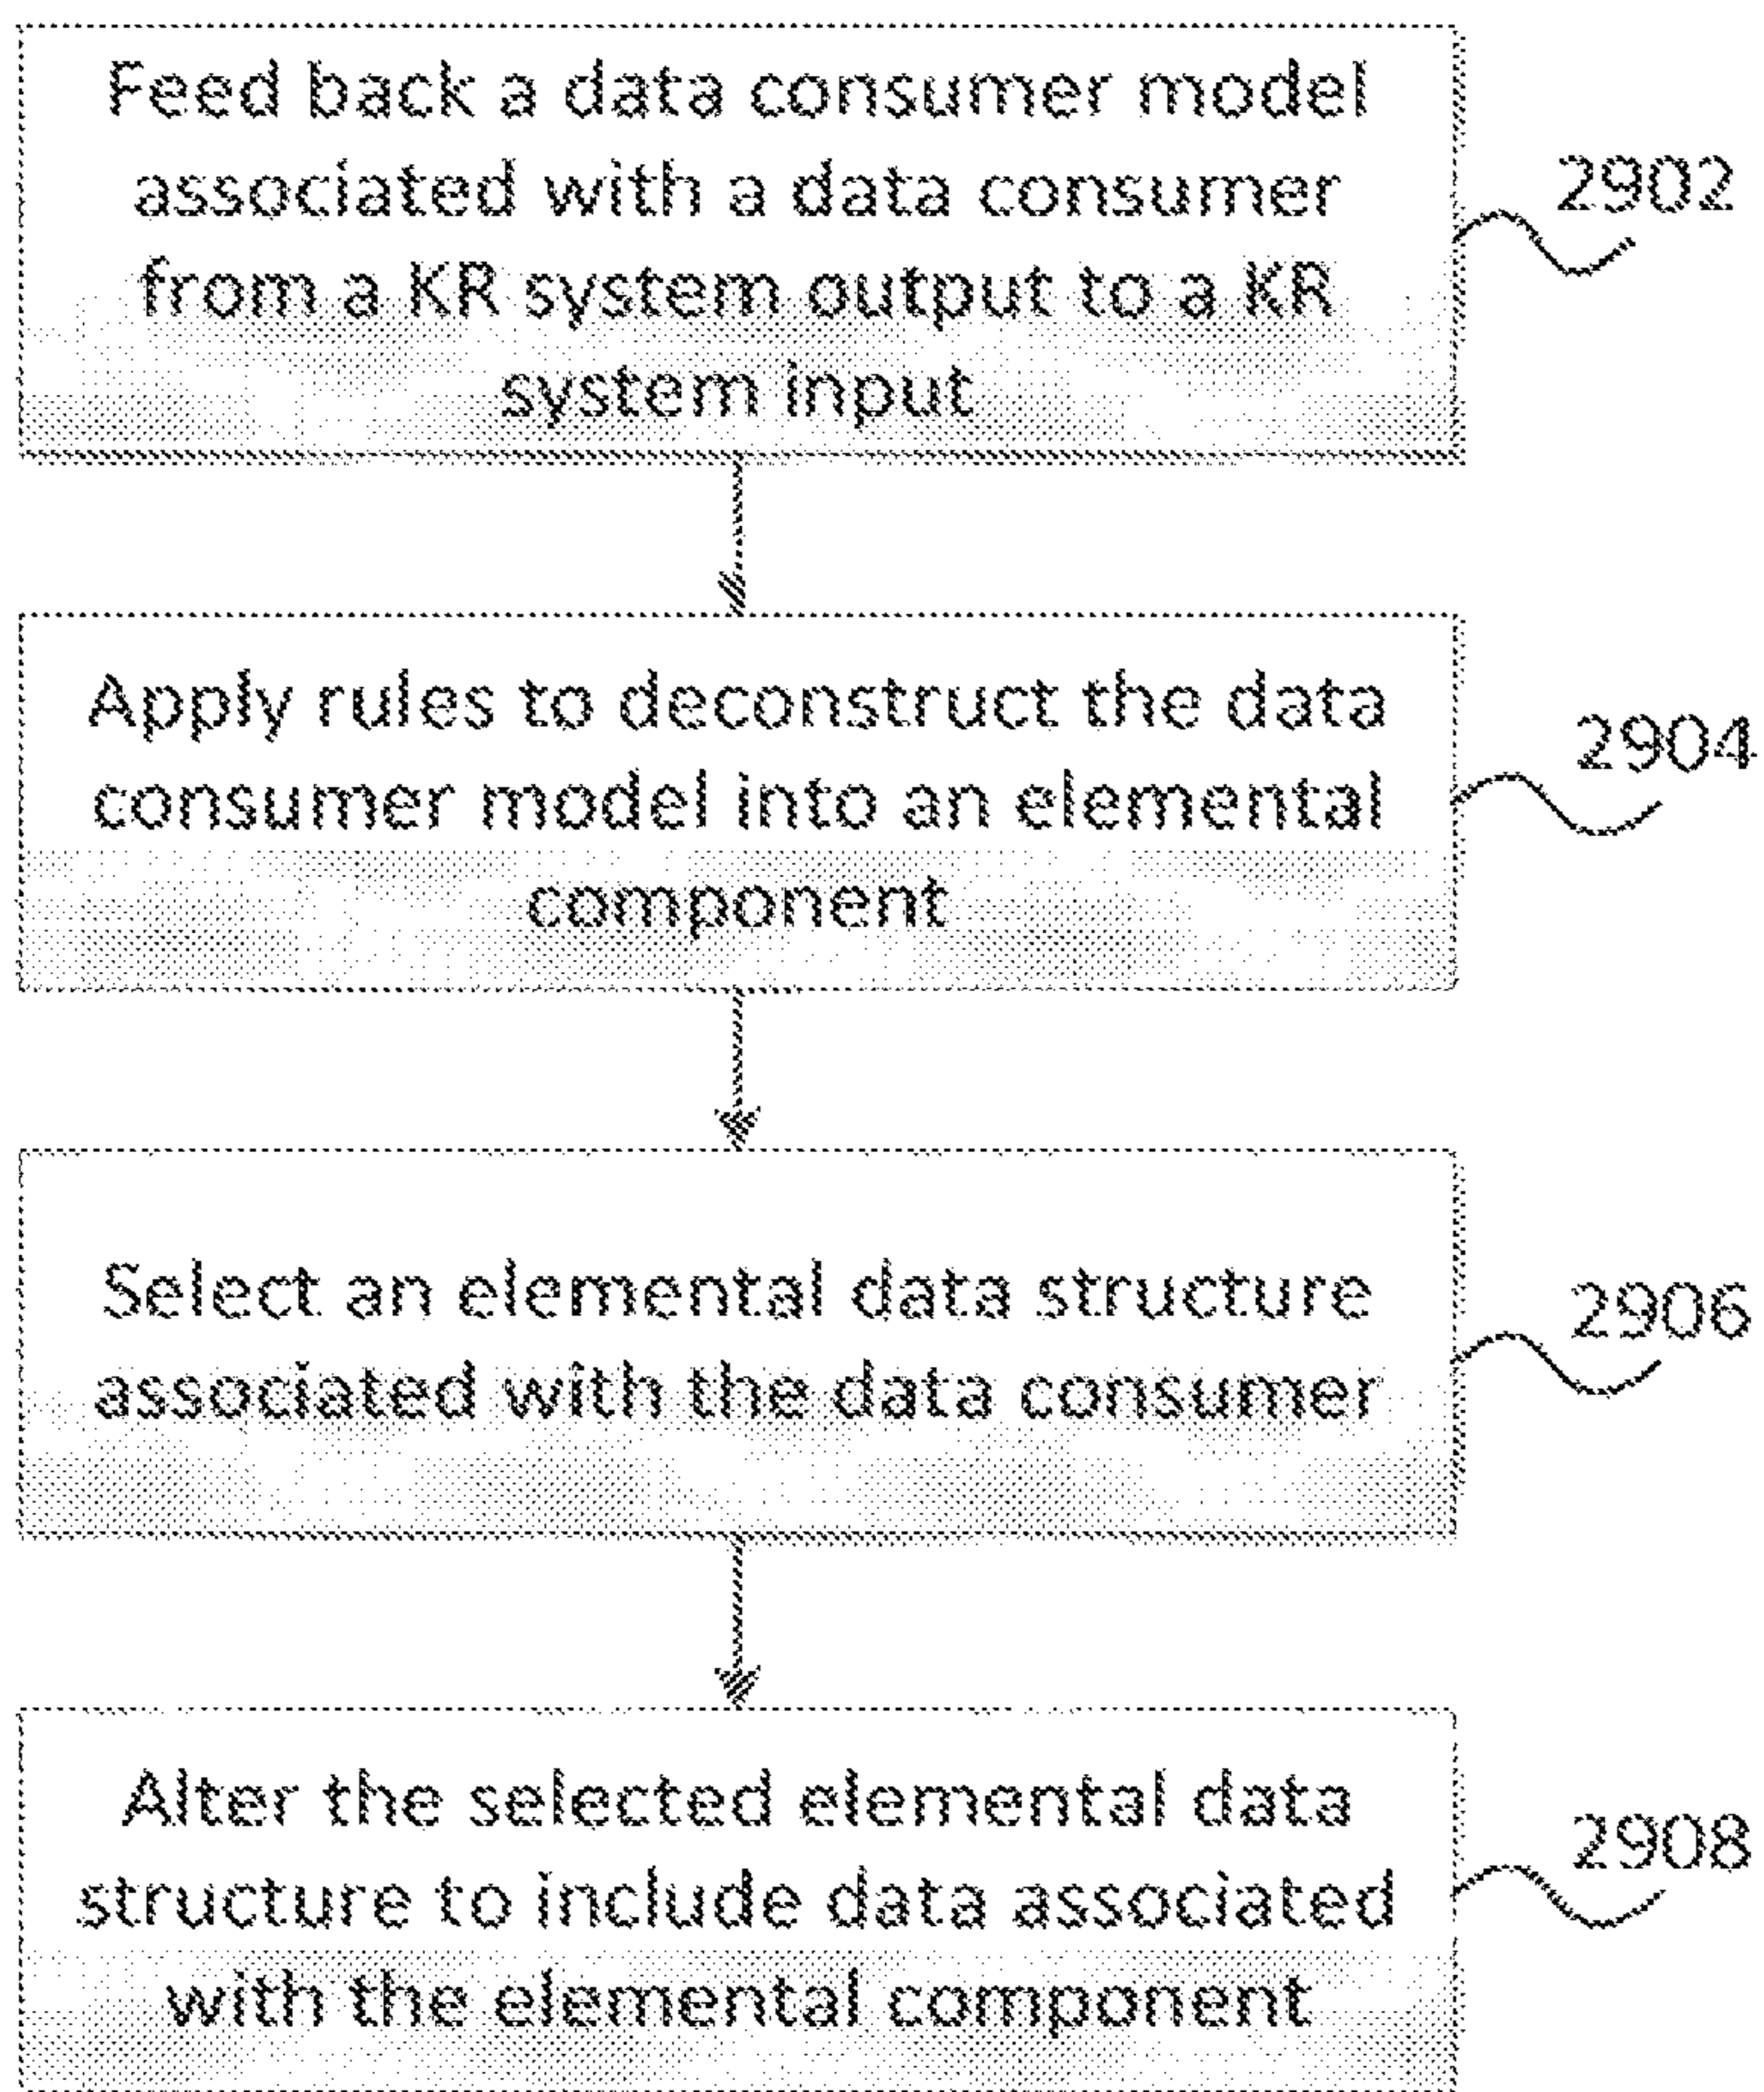 Feed back a data consumer model
associated with a data consumer
from a KR system output to a KR
system input
2902
Apply rules to deconstruct the data
consumer model into an elemental
component
2904
Select an elemental data structure
associated with the data consumer
2906
Alter the selected elemental data
structure to include data associated
with the elemental component
2908